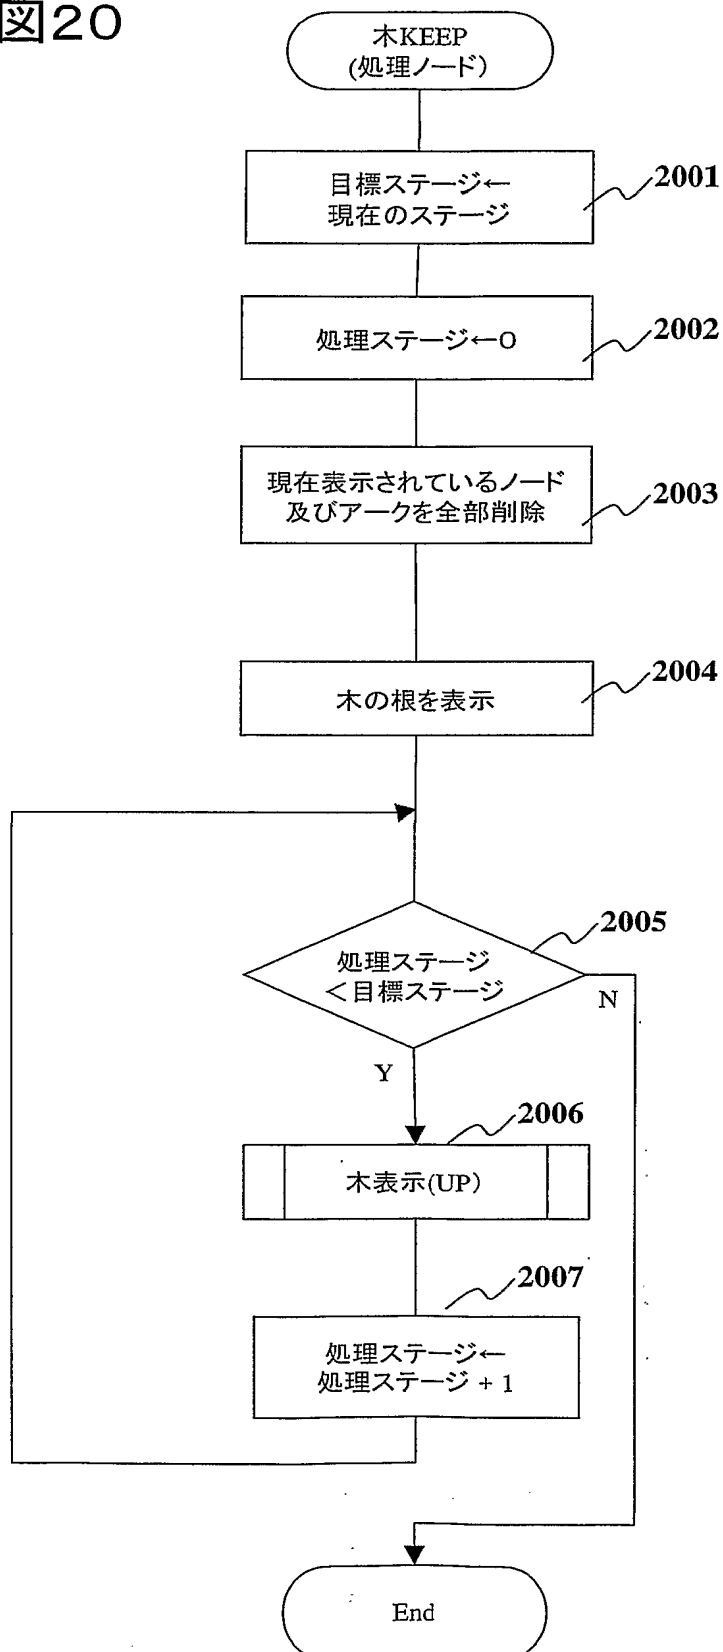 図20
木KEEP
(処理ノード)
目標ステージ←
現在のステージ
2001
処理ステージ←0
2002
現在表示されているノード
及びアークを全部削除
2003
木の根を表示
2004
処理ステージ
<目標ステージ
2005
N
Y
2006
木表示(UP)
2007
処理ステージ←
処理ステージ + 1
End